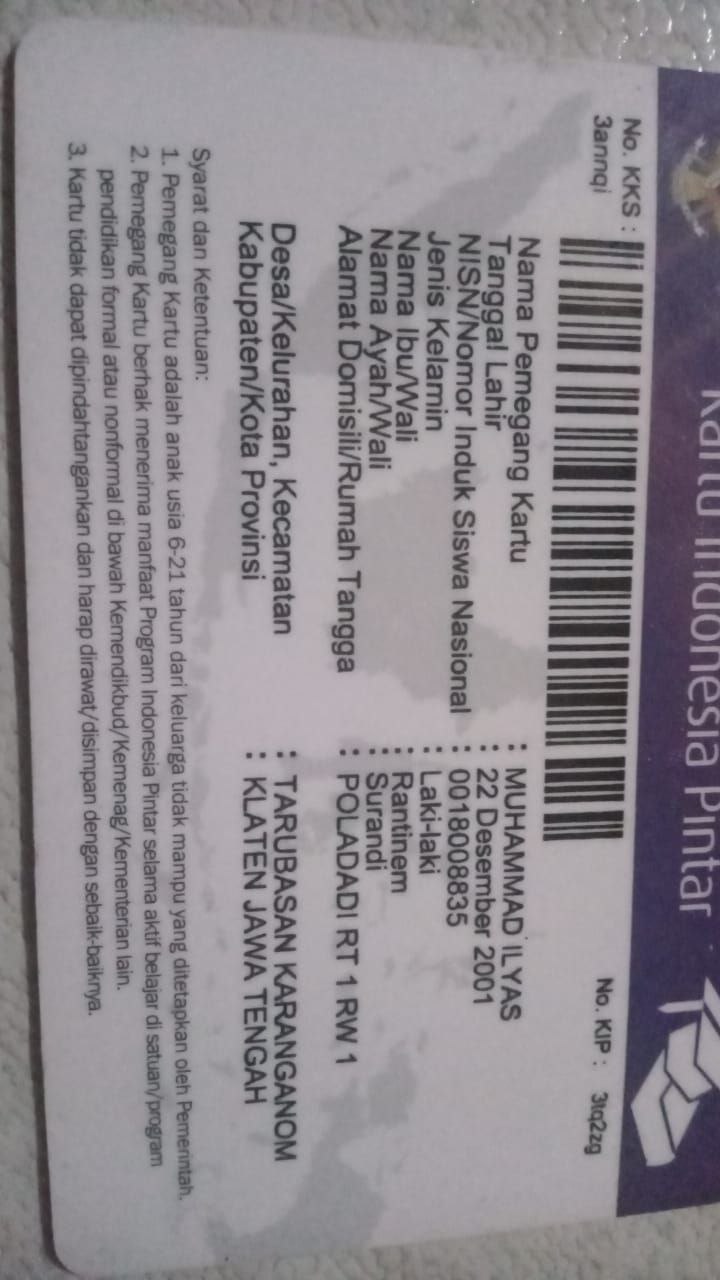 Kartu Indonesia Pintar
No. KKS :
3annqi
No. KIP : 3tq2zg
Nama Pemegang Kartu : MUHAMMAD ILYAS
Tanggal Lahir : 22 Desember 2001
NISN/Nomor Induk Siswa Nasional : 0018008835
Jenis Kelamin : Laki-laki
Nama Ibu/Wali : Rantinem
Nama Ayah/Wali : Surandi
Alamat Domisili/Rumah Tangga : POLADADI RT 1 RW 1
Desa/Kelurahan, Kecamatan : TARUBASAN KARANGANOM
Kabupaten/Kota Provinsi : KLATEN JAWA TENGAH
Syarat dan Ketentuan:
1. Pemegang Kartu adalah anak usia 6-21 tahun dari keluarga tidak mampu yang ditetapkan oleh Pemerintah.
2. Pemegang Kartu berhak menerima manfaat Program Indonesia Pintar selama aktif belajar di satuan/program
pendidikan formal atau nonformal di bawah Kemendikbud/Kemenag/Kementerian lain.
3. Kartu tidak dapat dipindahtangankan dan harap dirawat/disimpan dengan sebaik-baiknya.